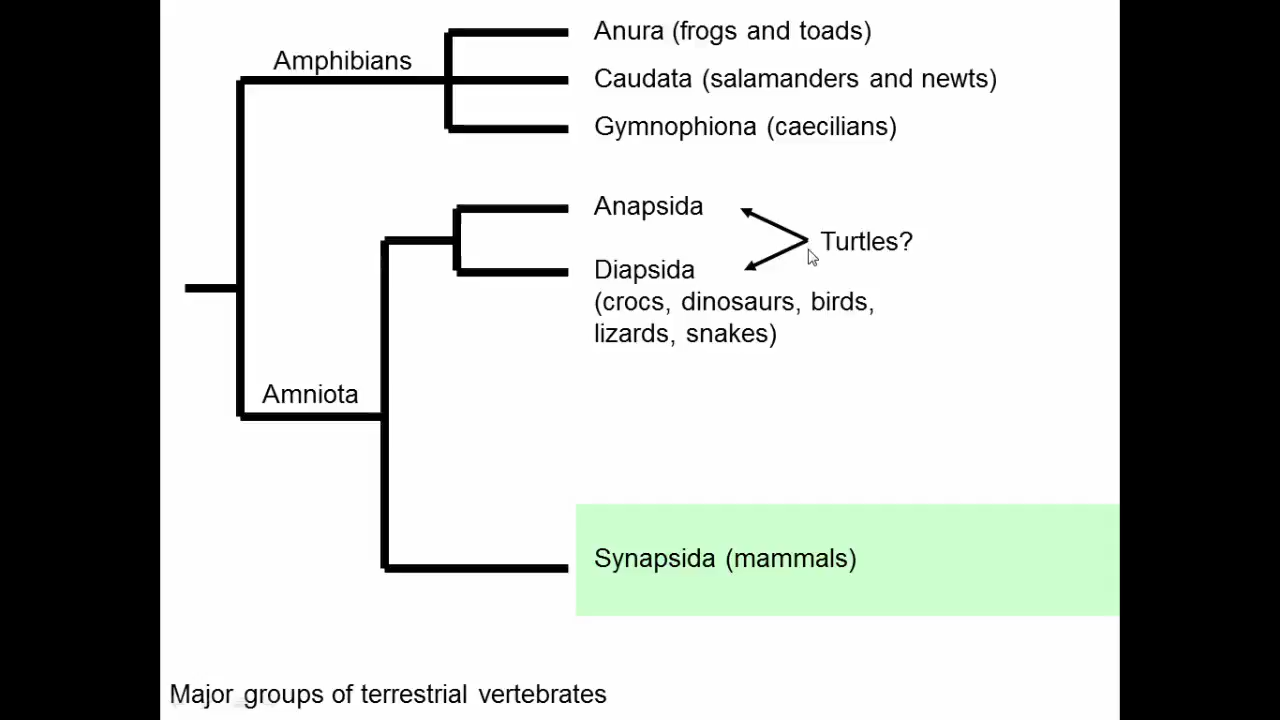 Anura (frogs and toads)
Amphibians
Caudata (salamanders and newts)
Gymnophiona (caecilians)
Anapsida
Turtles?
Diapsida
(crocs, dinosaurs, birds,
lizards, snakes)
Amniota
Synapsida (mammals)
Major groups of terrestrial vertebrates